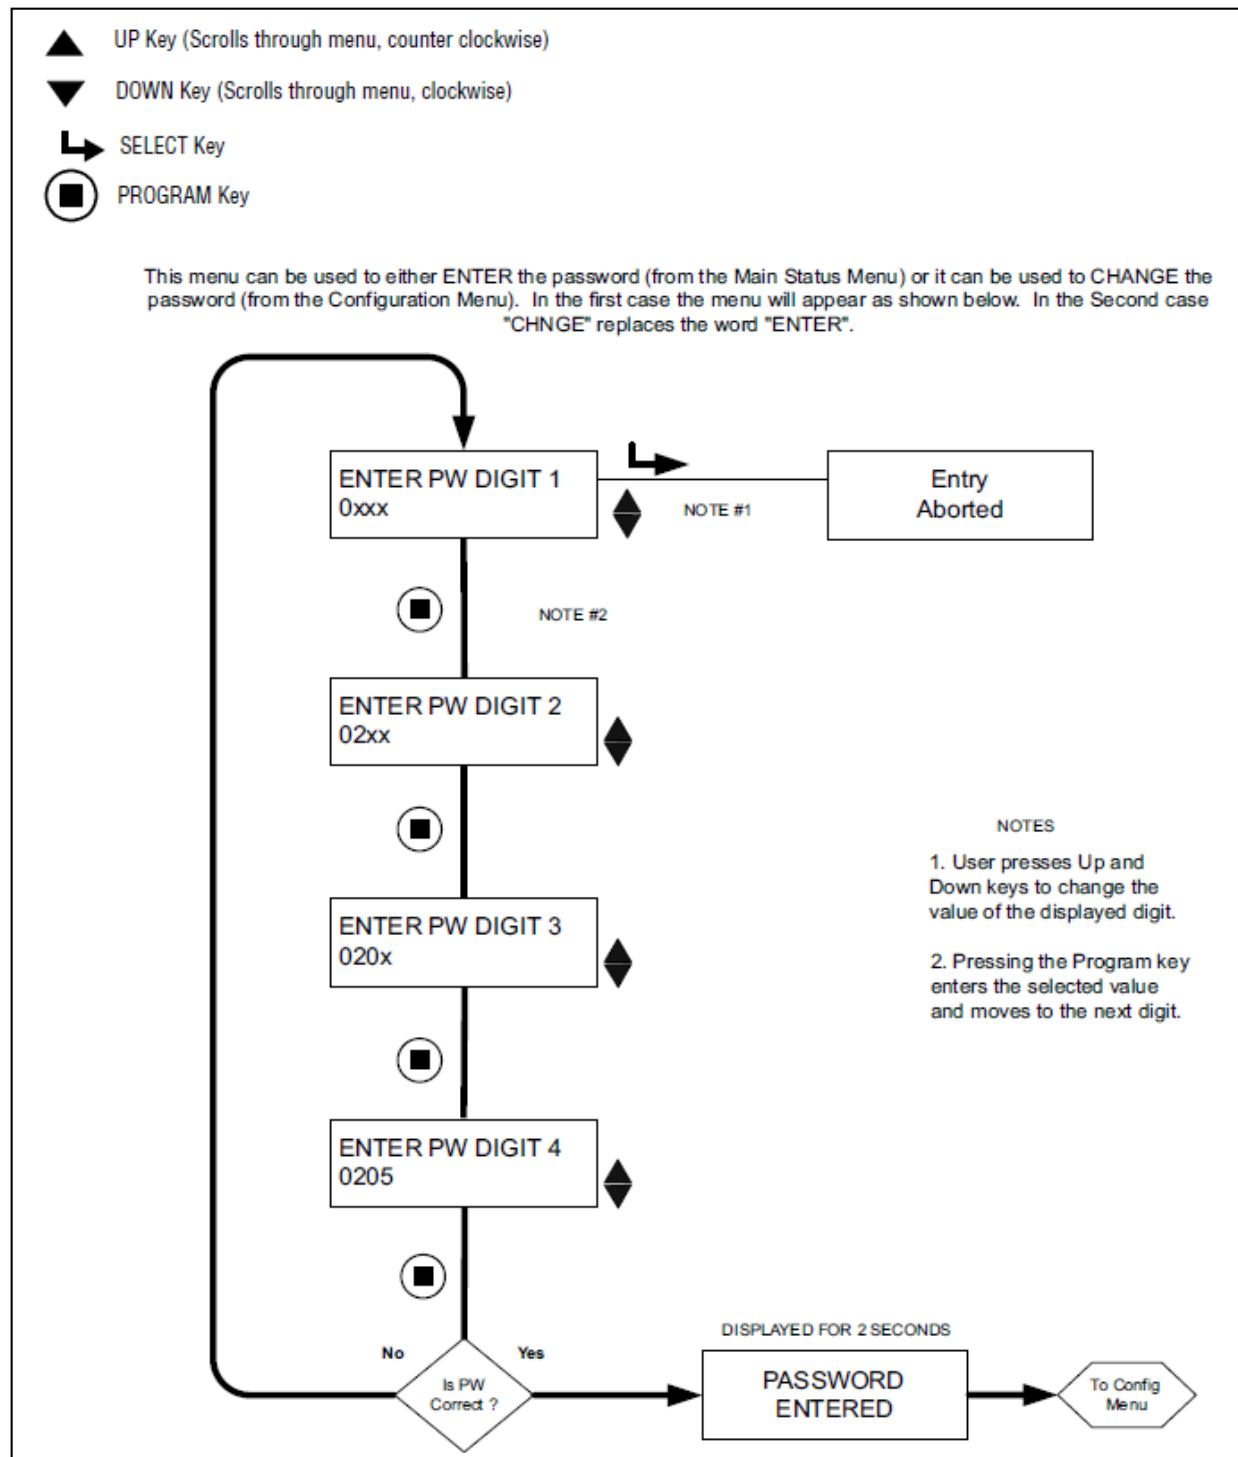 UP Key (Scrolls through menu, counter clockwise)
DOWN Key (Scrolls through menu, clockwise)
SELECT Key
PROGRAM Key
This menu can be used to either ENTER the password (from the Main Status Menu) or it can be used to CHANGE the
password (from the Configuration Menu). In the first case the menu will appear as shown below. In the Second case
"CHNGE" replaces the word "ENTER".
ENTER PW DIGIT 1
0xxx
NOTE #1
Entry
Aborted
NOTE #2
ENTER PW DIGIT 2
02xx
NOTES
1. User presses Up and
Down keys to change the
value of the displayed digit.
2. Pressing the Program key
enters the selected value
and moves to the next digit.
ENTER PW DIGIT 3
020x
ENTER PW DIGIT 4
0205
No
Yes
Is PW
Correct ?
DISPLAYED FOR 2 SECONDS
PASSWORD
ENTERED
To Config
Menu